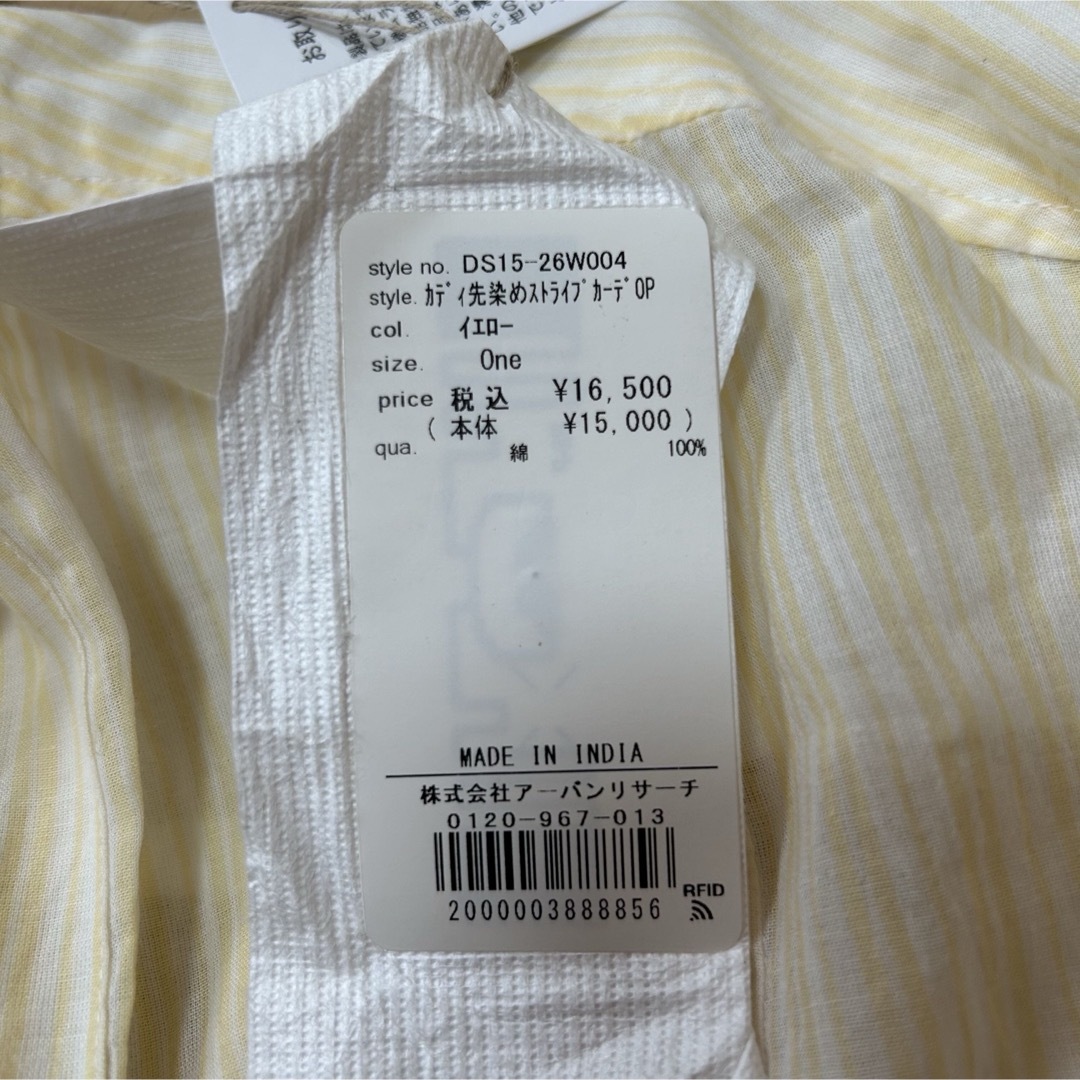 お取り
style no. DS15-26W004
style. ｶﾃﾞｨ先染めｽﾄﾗｲﾌﾟｶｰﾃﾞOP
col. ｲｴﾛｰ
size. One
price 税込 ¥16,500
( 本体 ¥15,000 )
qua. 綿 100%
MADE IN INDIA
株式会社アーバンリサーチ
0120-967-013
RFID
2000003888856